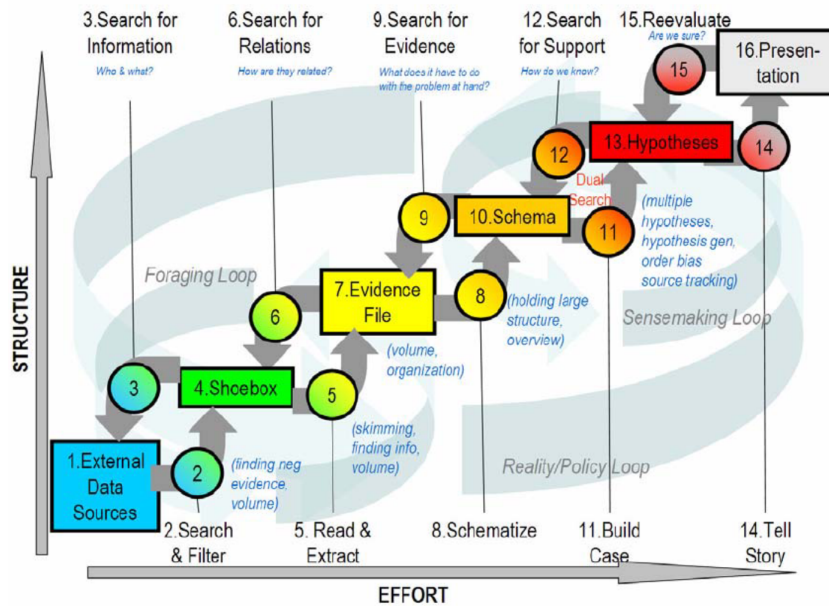 3.Search for
Information
Who & what?
6.Search for
Relations
How are they related?
9.Search for
Evidence
What does it have to do
with the problem at hand?
12.Search
for Support
How do we know?
15.Reevaluate
Are we sure?
15
16.Presen-
tation
12
13.Hypotheses
14
Dual
Search
9
10.Schema
11
(multiple
hypotheses,
hypothesis gen,
order bias
source tracking)
Foraging Loop
6
7.Evidence
File
8
(holding large
structure,
overview)
Sensemaking Loop
(volume,
organization)
3
4.Shoebox
5
(skimming,
finding info,
volume)
1.External
Data
Sources
2
(finding neg
evidence,
volume)
Reality/Policy Loop
2.Search
& Filter
5. Read &
Extract
8.Schematize
11.Build
Case
14.Tell
Story
STRUCTURE
EFFORT